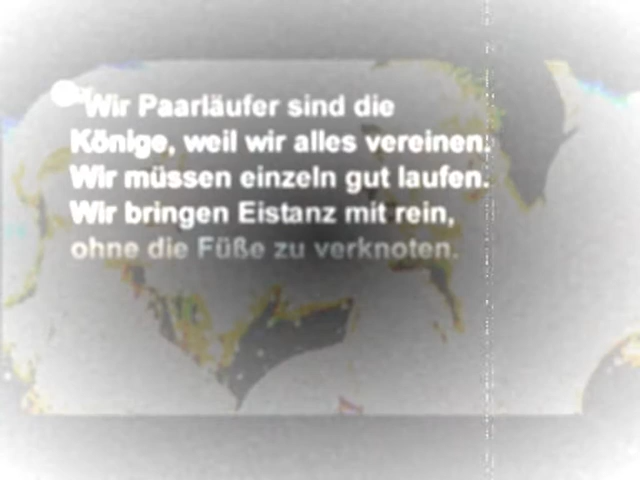 Wir Paarläufer sind die
Könige, weil wir alles vereinen:
Wir müssen einzeln gut laufen.
Wir bringen Eistanz mit rein,
ohne die Füße zu verknoten.